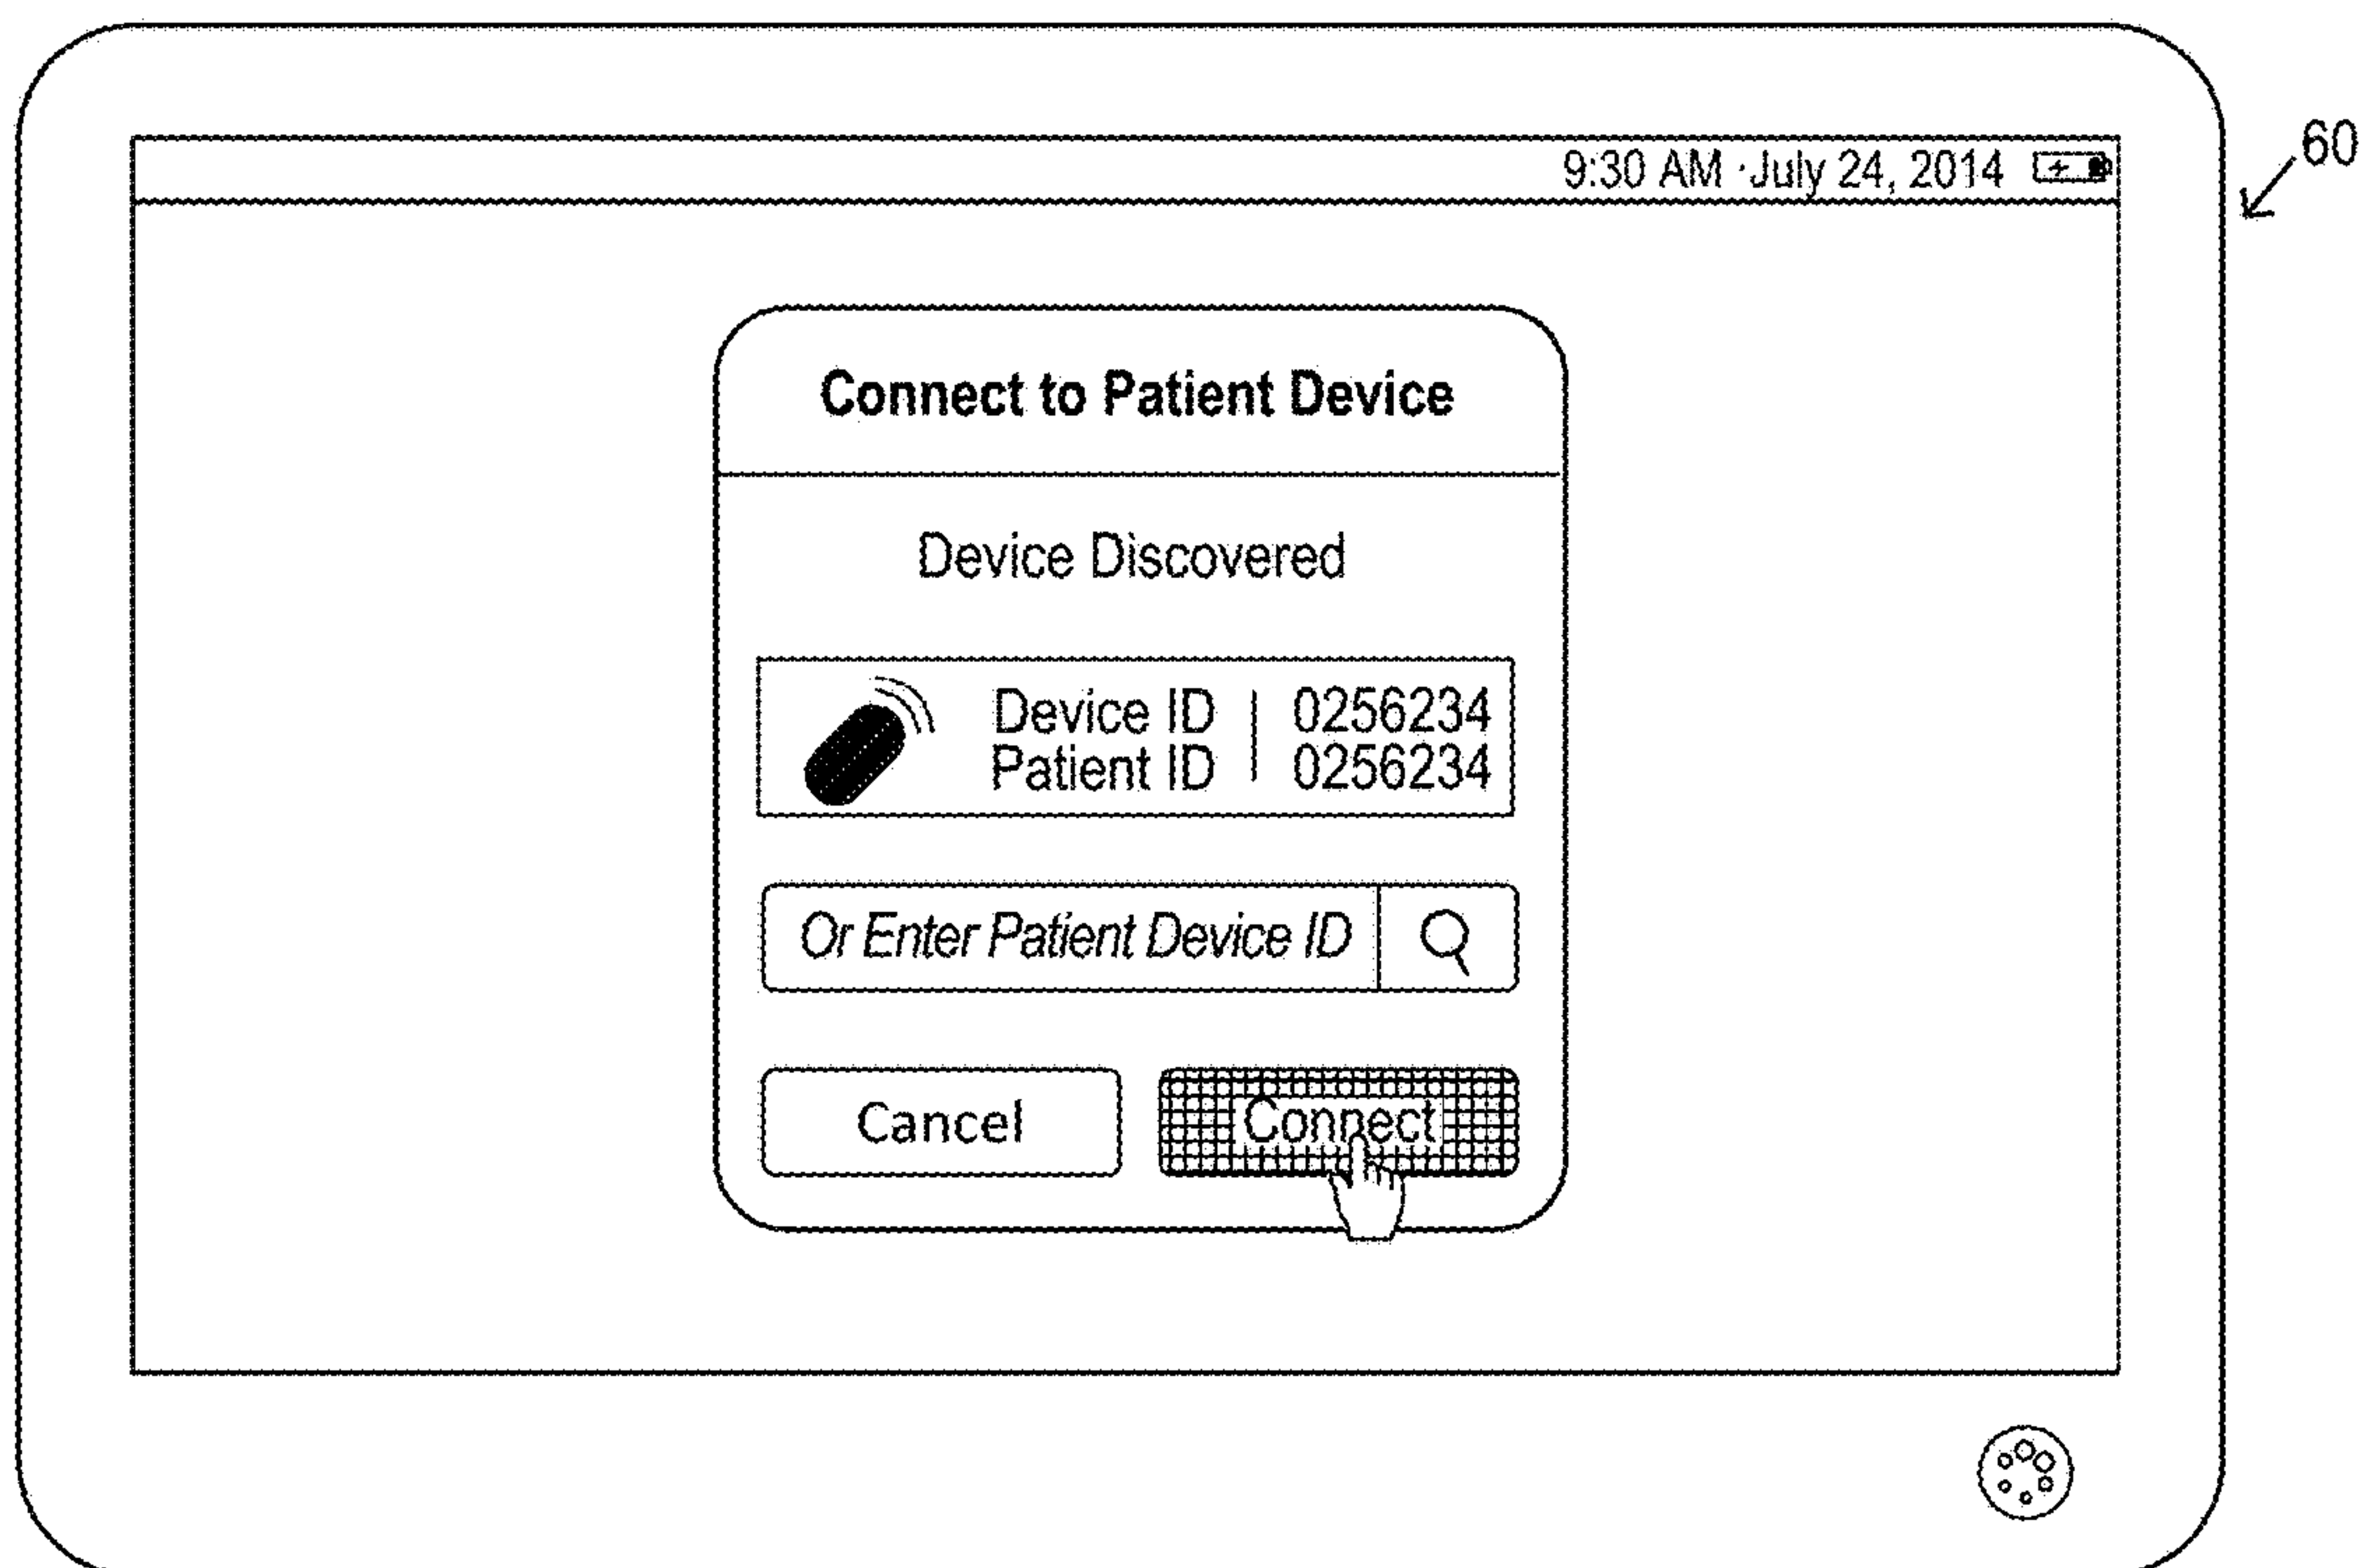 9:30 AM ·July 24, 2014
60
Connect to Patient Device
Device Discovered
Device ID | 0256234
Patient ID | 0256234
Or Enter Patient Device ID
Cancel
Connect